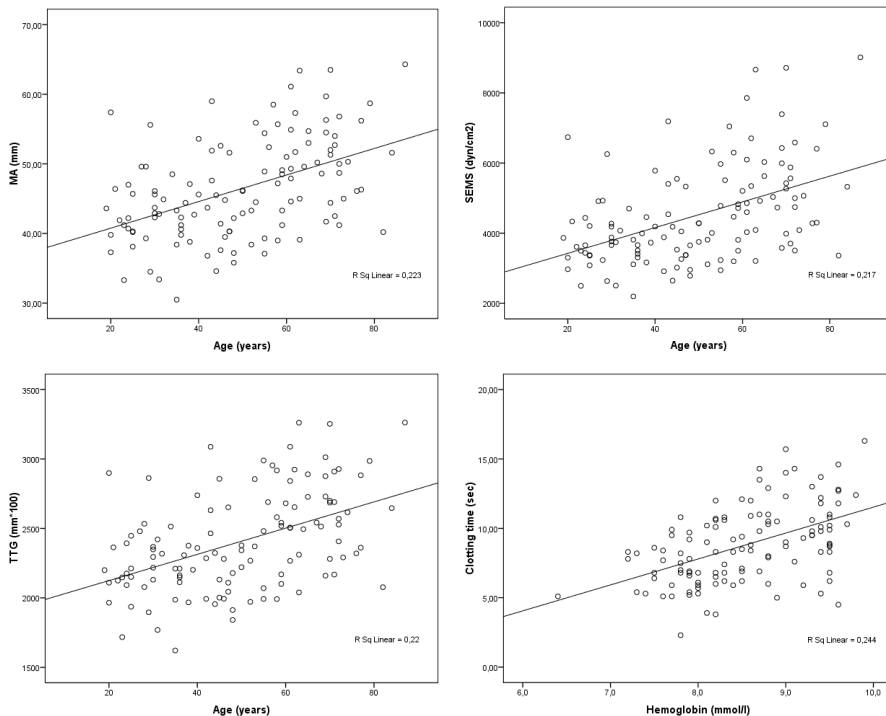 70,00
60,00
50,00
40,00
30,00
MA (mm)
R Sq Linear = 0,223
20 40 60 80
Age (years)
10000
8000
6000
4000
2000
SEMS (dyn/cm2)
R Sq Linear = 0,217
20 40 60 80
Age (years)
3500
3000
2500
2000
1500
TTG (mm*100)
R Sq Linear = 0,22
20 40 60 80
Age (years)
20,00
15,00
10,00
5,00
0,00
Clotting time (sec)
R Sq Linear = 0,244
6,0 7,0 8,0 9,0 10,0
Hemoglobin (mmol/l)